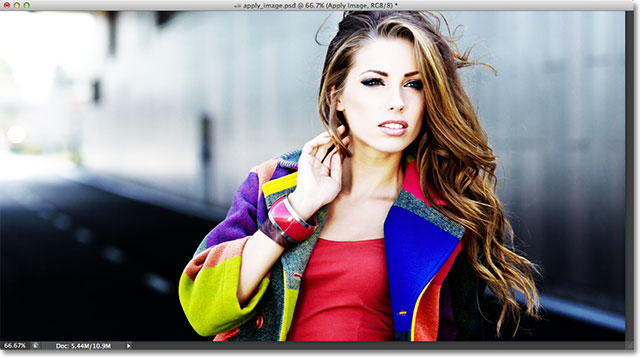 apply_image.psd @ 66.7% (Apply Image, RGB/8) *
66.67%
Doc: 5.44M/10.9M